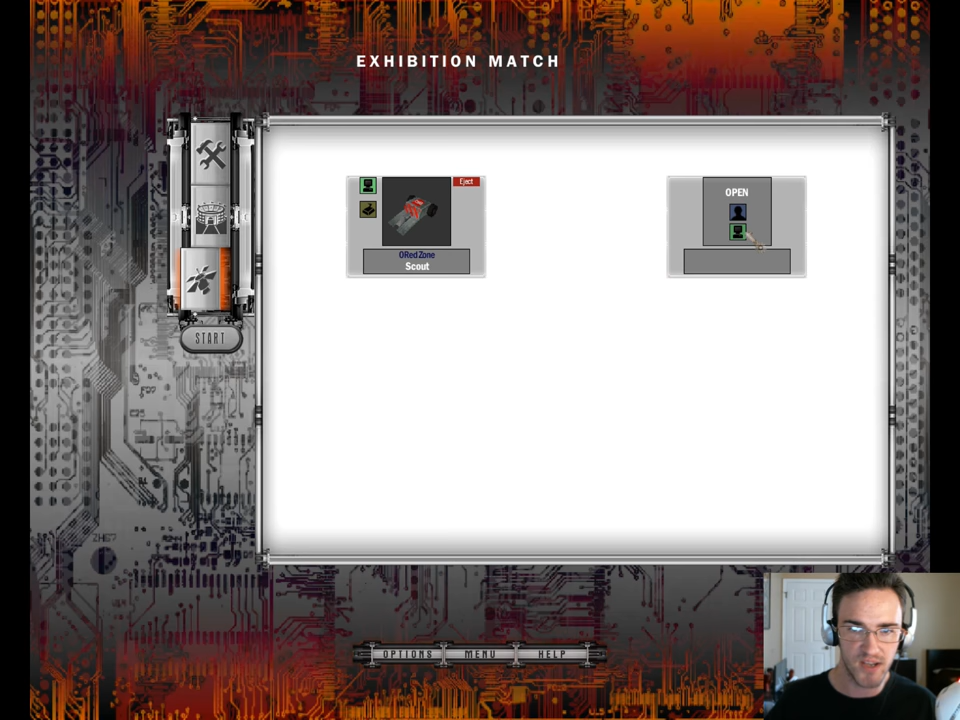 EXHIBITION MATCH
Eject
OPEN
0RedZone
Scout
START
OPTIONS MENU HELP